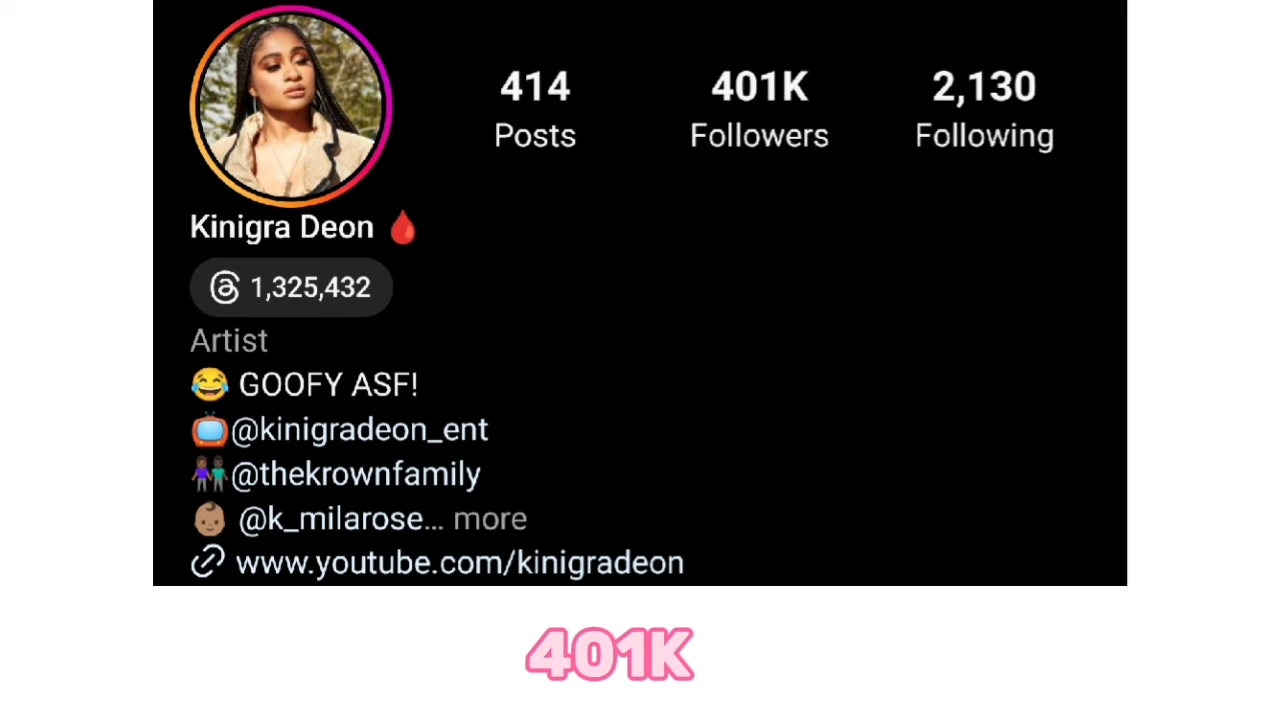 414 401K 2,130
Posts Followers Following
Kinigra Deon 🩸
1,325,432
Artist
😂 GOOFY ASF!
📺@kinigradeon_ent
👫🏾@thekrownfamily
👶🏽 @k_milarose... more
www.youtube.com/kinigradeon
401K